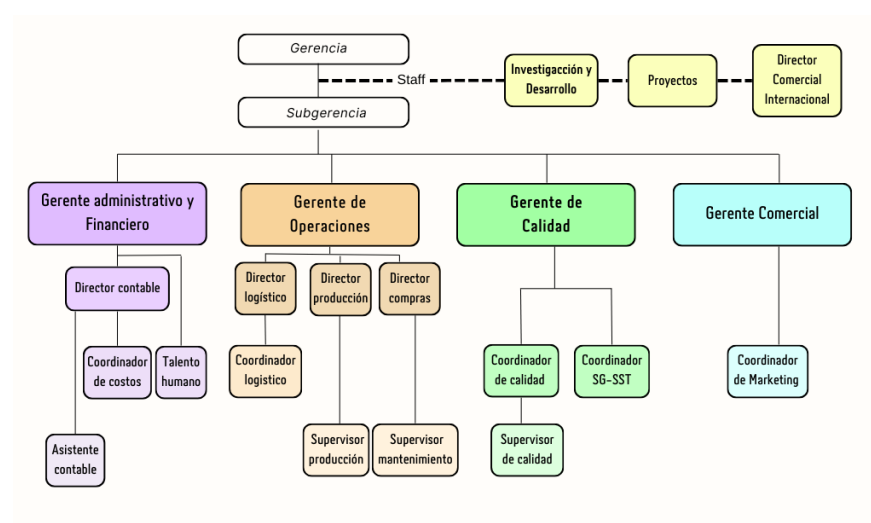 Gerencia
Staff
Investigacción y
Desarrollo
Proyectos
Director
Comercial
Internacional
Subgerencia
Gerente administrativo y
Financiero
Gerente de
Operaciones
Gerente de
Calidad
Gerente Comercial
Director contable
Director
logístico
Director
producción
Director
compras
Coordinador
de costos
Talento
humano
Coordinador
logistico
Coordinador
de calidad
Coordinador
SG-SST
Coordinador
de Marketing
Asistente
contable
Supervisor
producción
Supervisor
mantenimiento
Supervisor
de calidad